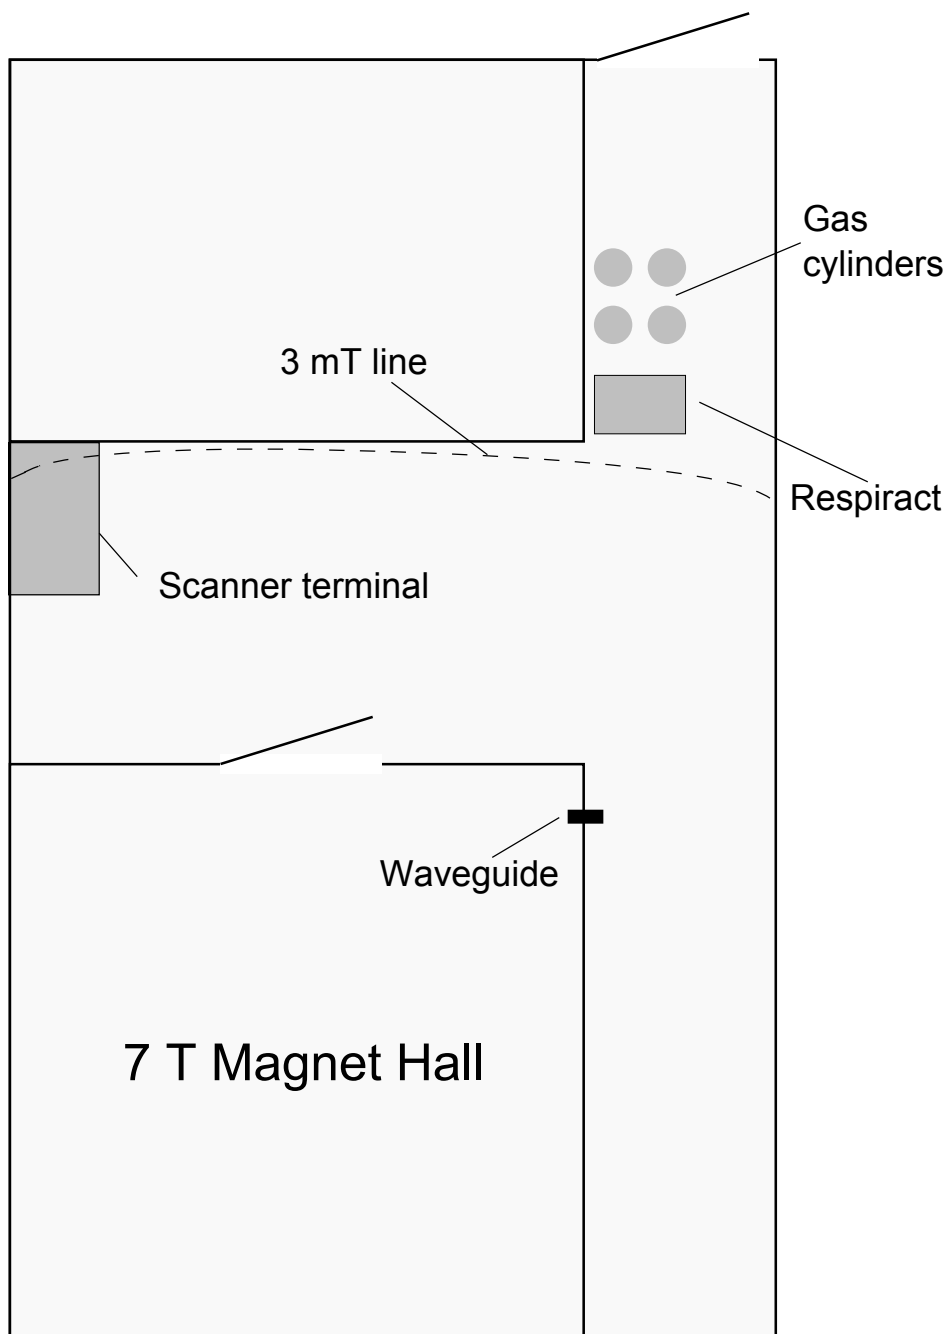 Gas
cylinders
3 mT line
Respiract
Scanner terminal
Waveguide
7 T Magnet Hall